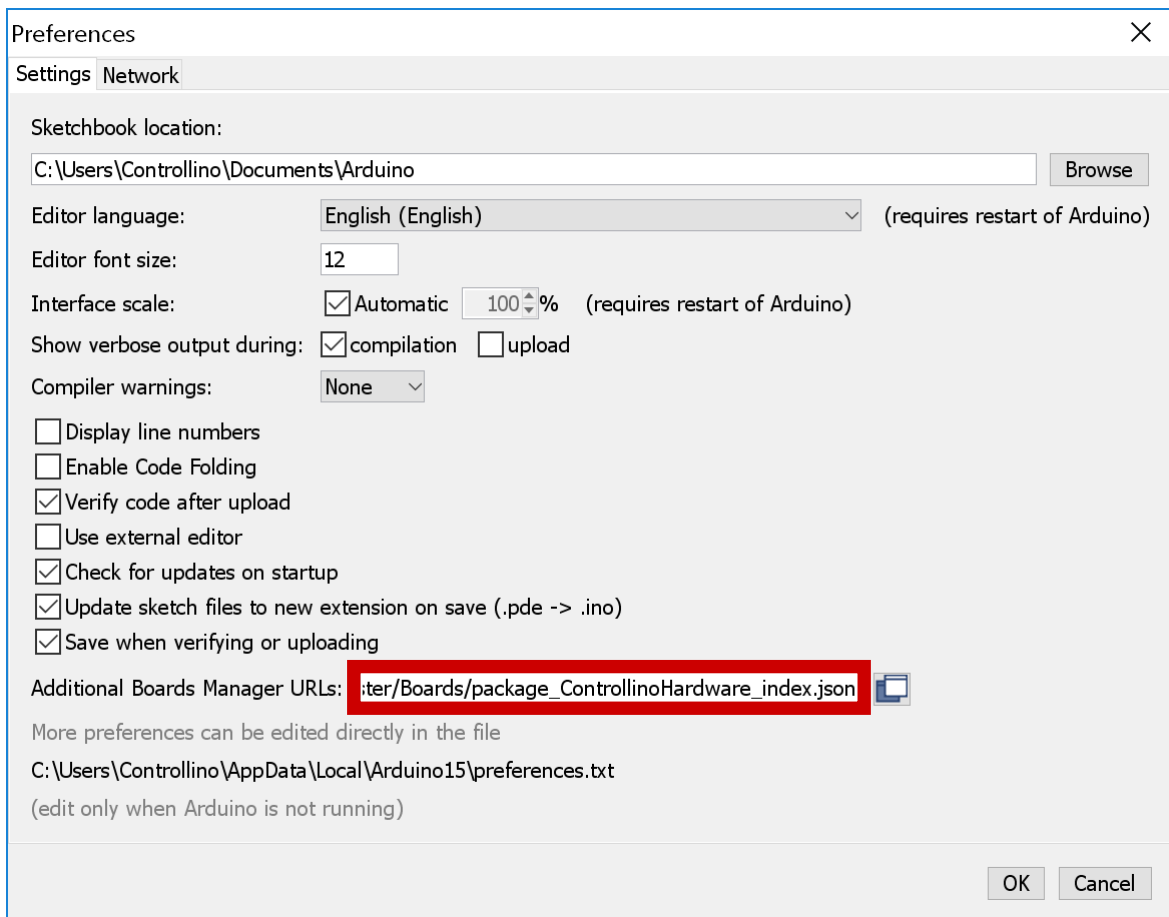 Preferences
Settings Network
Sketchbook location:
C:\Users\Controllino\Documents\Arduino Browse
Editor language: English (English) (requires restart of Arduino)
Editor font size: 12
Interface scale: Automatic 100 % (requires restart of Arduino)
Show verbose output during: compilation upload
Compiler warnings: None
Display line numbers
Enable Code Folding
Verify code after upload
Use external editor
Check for updates on startup
Update sketch files to new extension on save (.pde -> .ino)
Save when verifying or uploading
Additional Boards Manager URLs: ter/Boards/package_ControllinoHardware_index.json
More preferences can be edited directly in the file
C:\Users\Controllino\AppData\Local\Arduino15\preferences.txt
(edit only when Arduino is not running)
OK Cancel